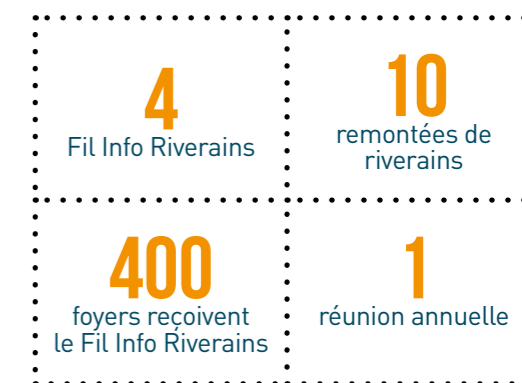 4
Fil Info Riverains
10
remontées de
riverains
400
foyers reçoivent
le Fil Info Riverains
1
réunion annuelle